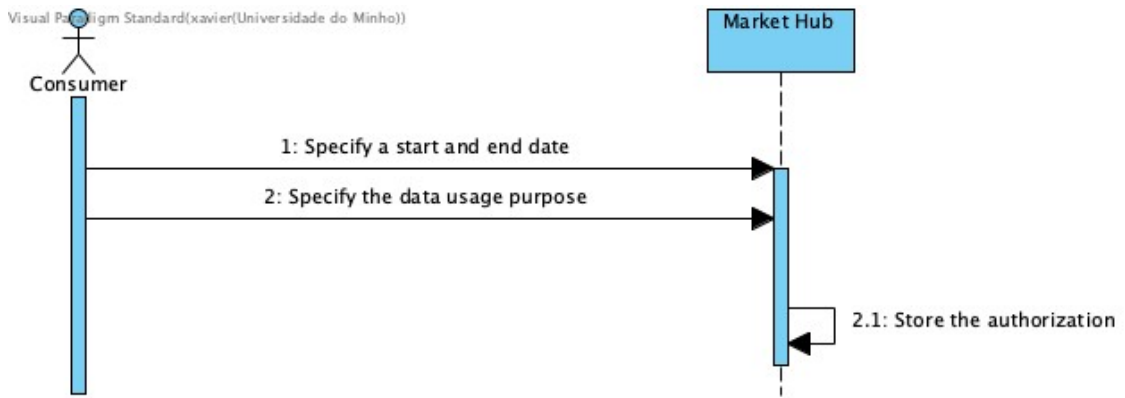 Visual Paradigm Standard(xavier(Universidade do Minho))
Market Hub
Consumer
1: Specify a start and end date
2: Specify the data usage purpose
2.1: Store the authorization